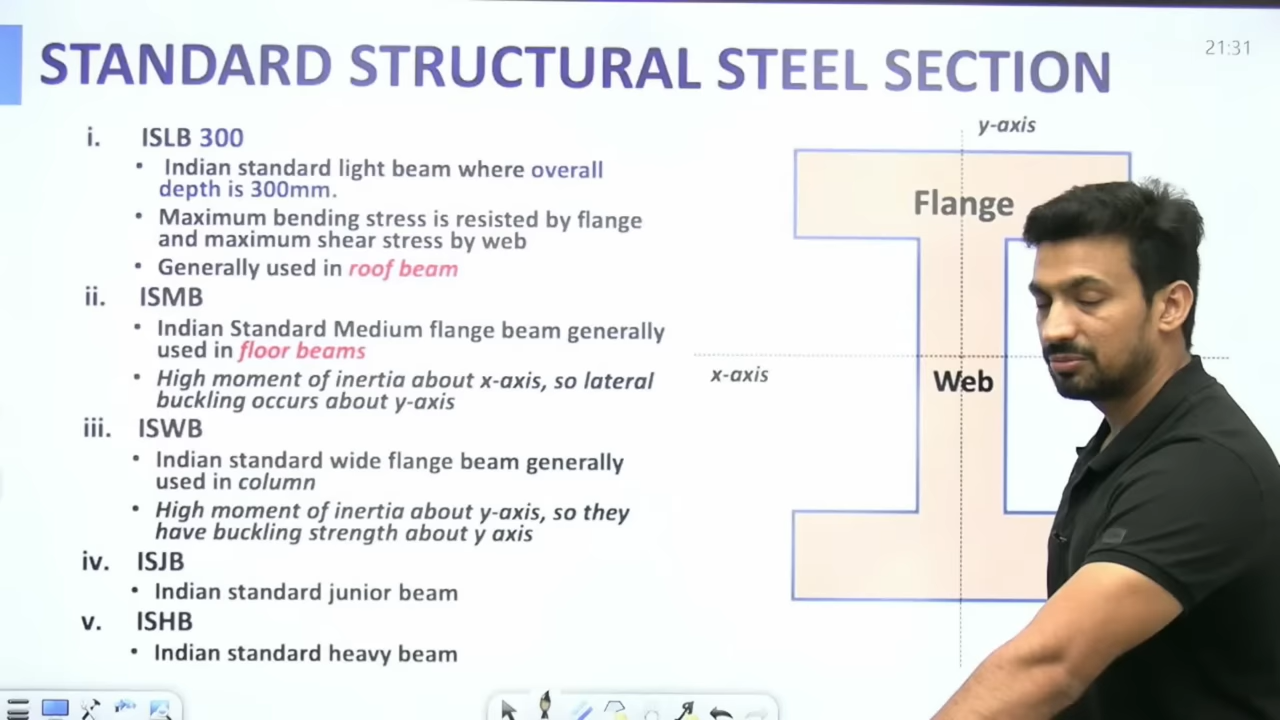 STANDARD STRUCTURAL STEEL SECTION
21:31
i. ISLB 300
• Indian standard light beam where overall
depth is 300mm.
• Maximum bending stress is resisted by flange
and maximum shear stress by web
• Generally used in roof beam
ii. ISMB
• Indian Standard Medium flange beam generally
used in floor beams
• High moment of inertia about x-axis, so lateral
buckling occurs about y-axis
iii. ISWB
• Indian standard wide flange beam generally
used in column
• High moment of inertia about y-axis, so they
have buckling strength about y axis
iv. ISJB
• Indian standard junior beam
v. ISHB
• Indian standard heavy beam
y-axis
Flange
x-axis
Web